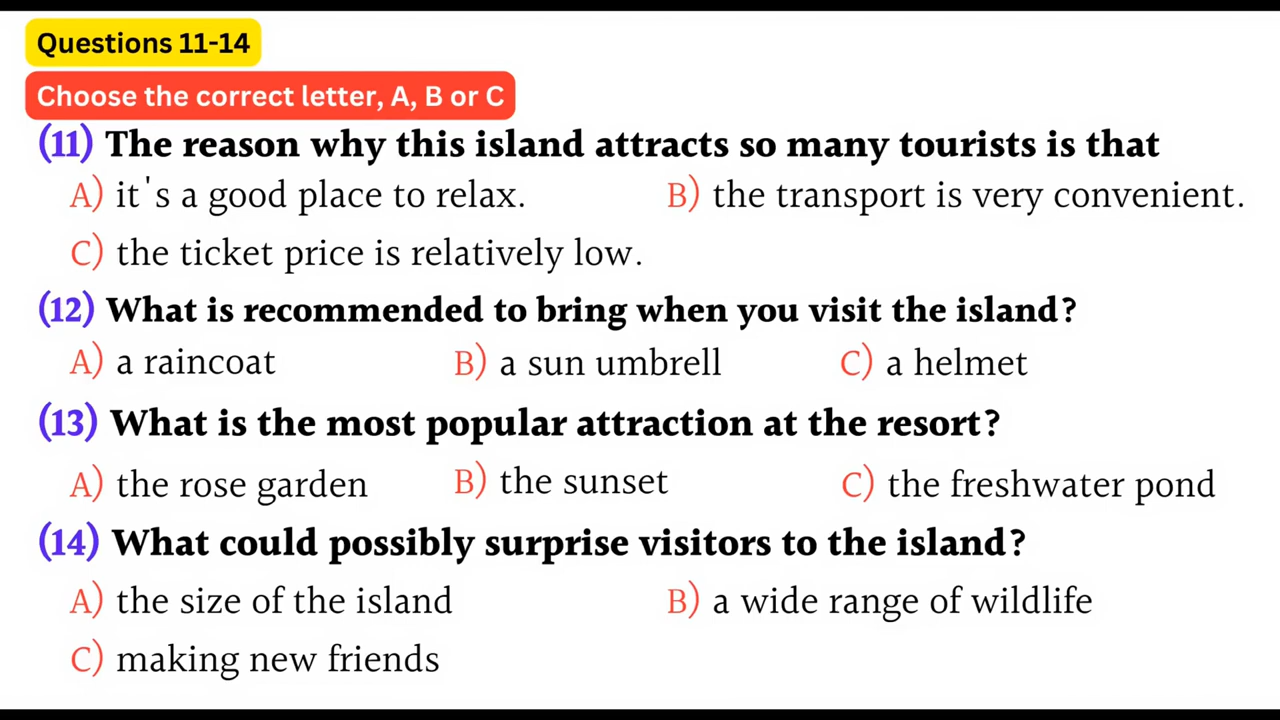 Questions 11-14
Choose the correct letter, A, B or C
(11) The reason why this island attracts so many tourists is that
A) it's a good place to relax. B) the transport is very convenient.
C) the ticket price is relatively low.
(12) What is recommended to bring when you visit the island?
A) a raincoat B) a sun umbrell C) a helmet
(13) What is the most popular attraction at the resort?
A) the rose garden B) the sunset C) the freshwater pond
(14) What could possibly surprise visitors to the island?
A) the size of the island B) a wide range of wildlife
C) making new friends